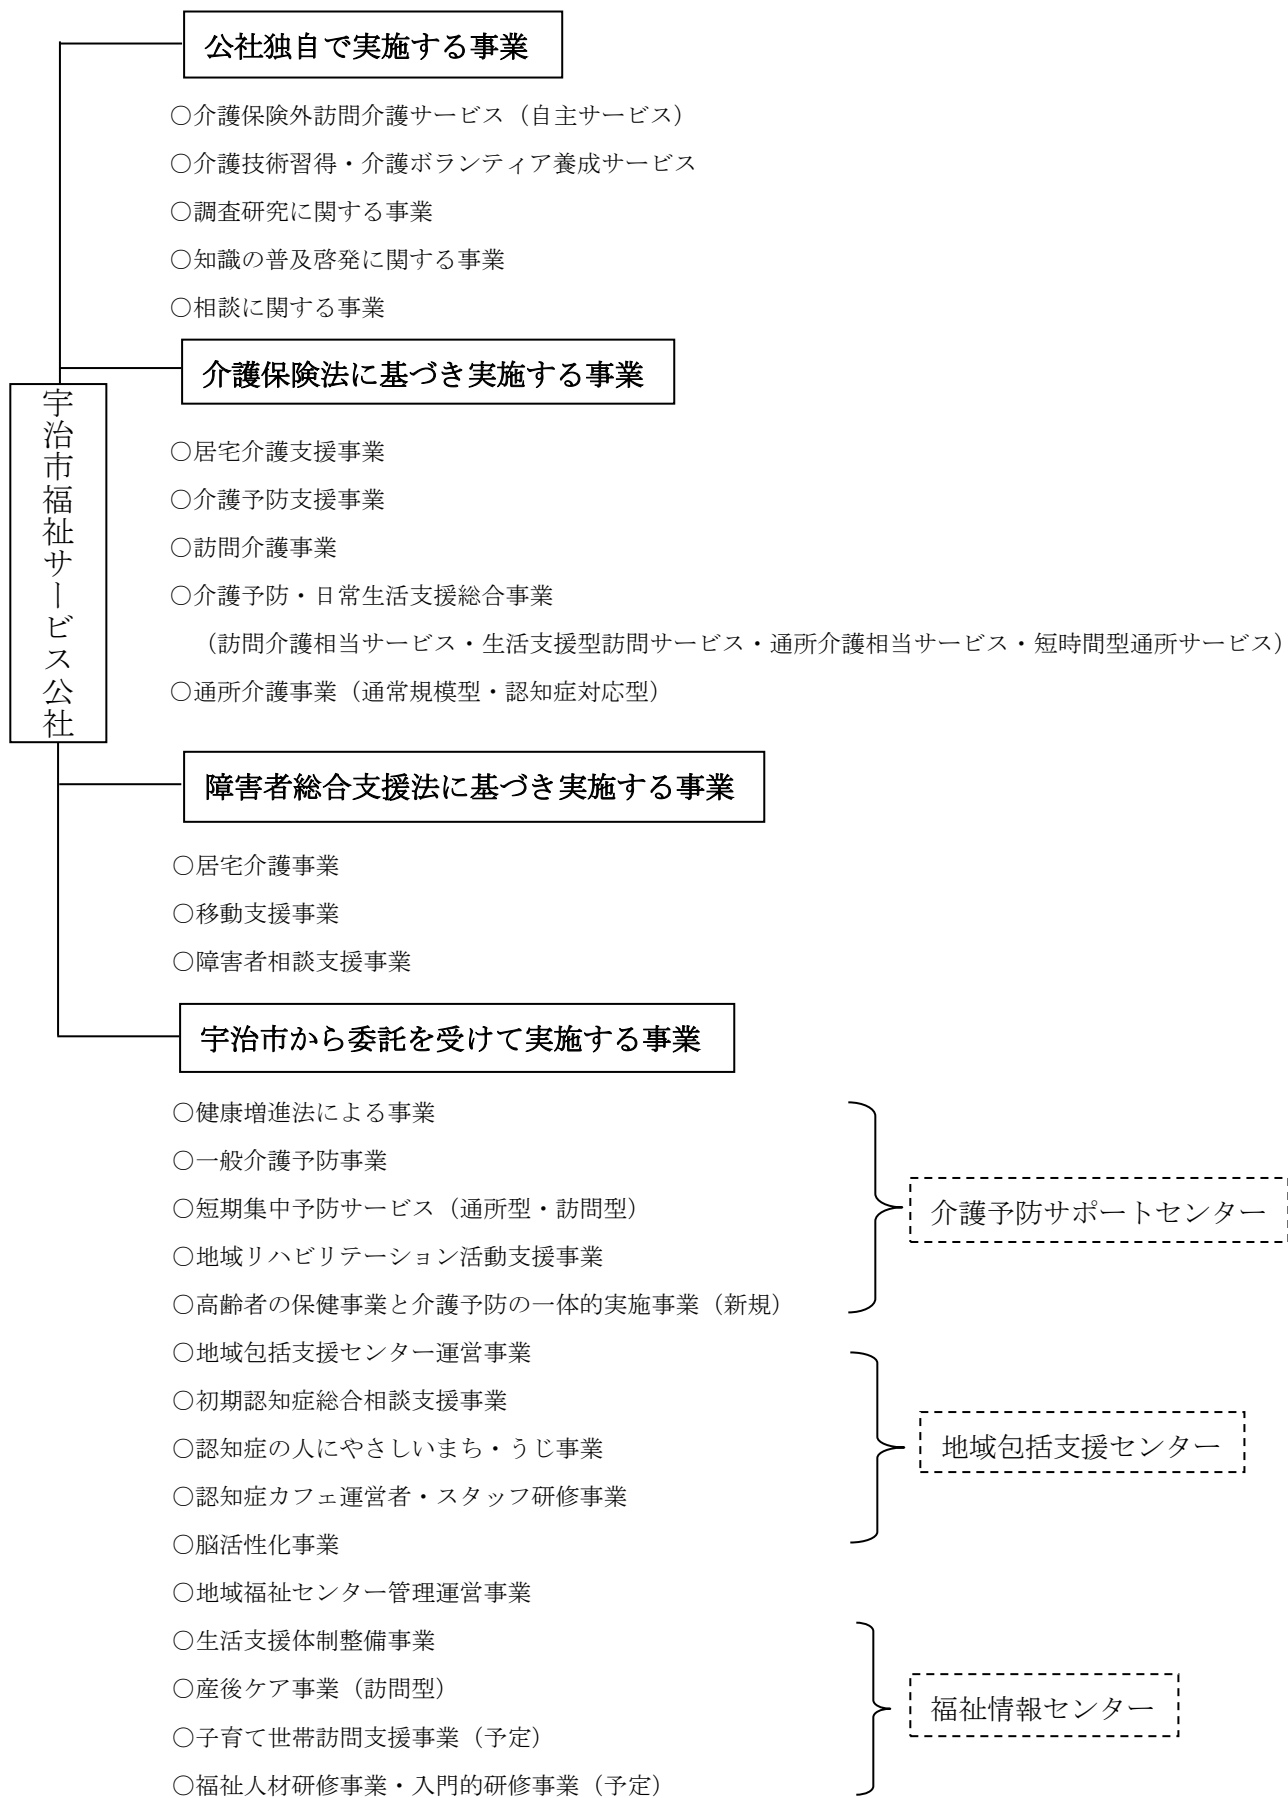 公社独自で実施する事業
○介護保険外訪問介護サービス（自主サービス）
○介護技術習得・介護ボランティア養成サービス
○調査研究に関する事業
○知識の普及啓発に関する事業
○相談に関する事業
介護保険法に基づき実施する事業
宇治市福祉サービス公社
○居宅介護支援事業
○介護予防支援事業
○訪問介護事業
○介護予防・日常生活支援総合事業
（訪問介護相当サービス・生活支援型訪問サービス・通所介護相当サービス・短時間型通所サービス）
○通所介護事業（通常規模型・認知症対応型）
障害者総合支援法に基づき実施する事業
○居宅介護事業
○移動支援事業
○障害者相談支援事業
宇治市から委託を受けて実施する事業
○健康増進法による事業
○一般介護予防事業
○短期集中予防サービス（通所型・訪問型）
○地域リハビリテーション活動支援事業
○高齢者の保健事業と介護予防の一体的実施事業（新規）
介護予防サポートセンター
○地域包括支援センター運営事業
○初期認知症総合相談支援事業
○認知症の人にやさしいまち・うじ事業
○認知症カフェ運営者・スタッフ研修事業
○脳活性化事業
地域包括支援センター
○地域福祉センター管理運営事業
○生活支援体制整備事業
○産後ケア事業（訪問型）
○子育て世帯訪問支援事業（予定）
○福祉人材研修事業・入門的研修事業（予定）
福祉情報センター